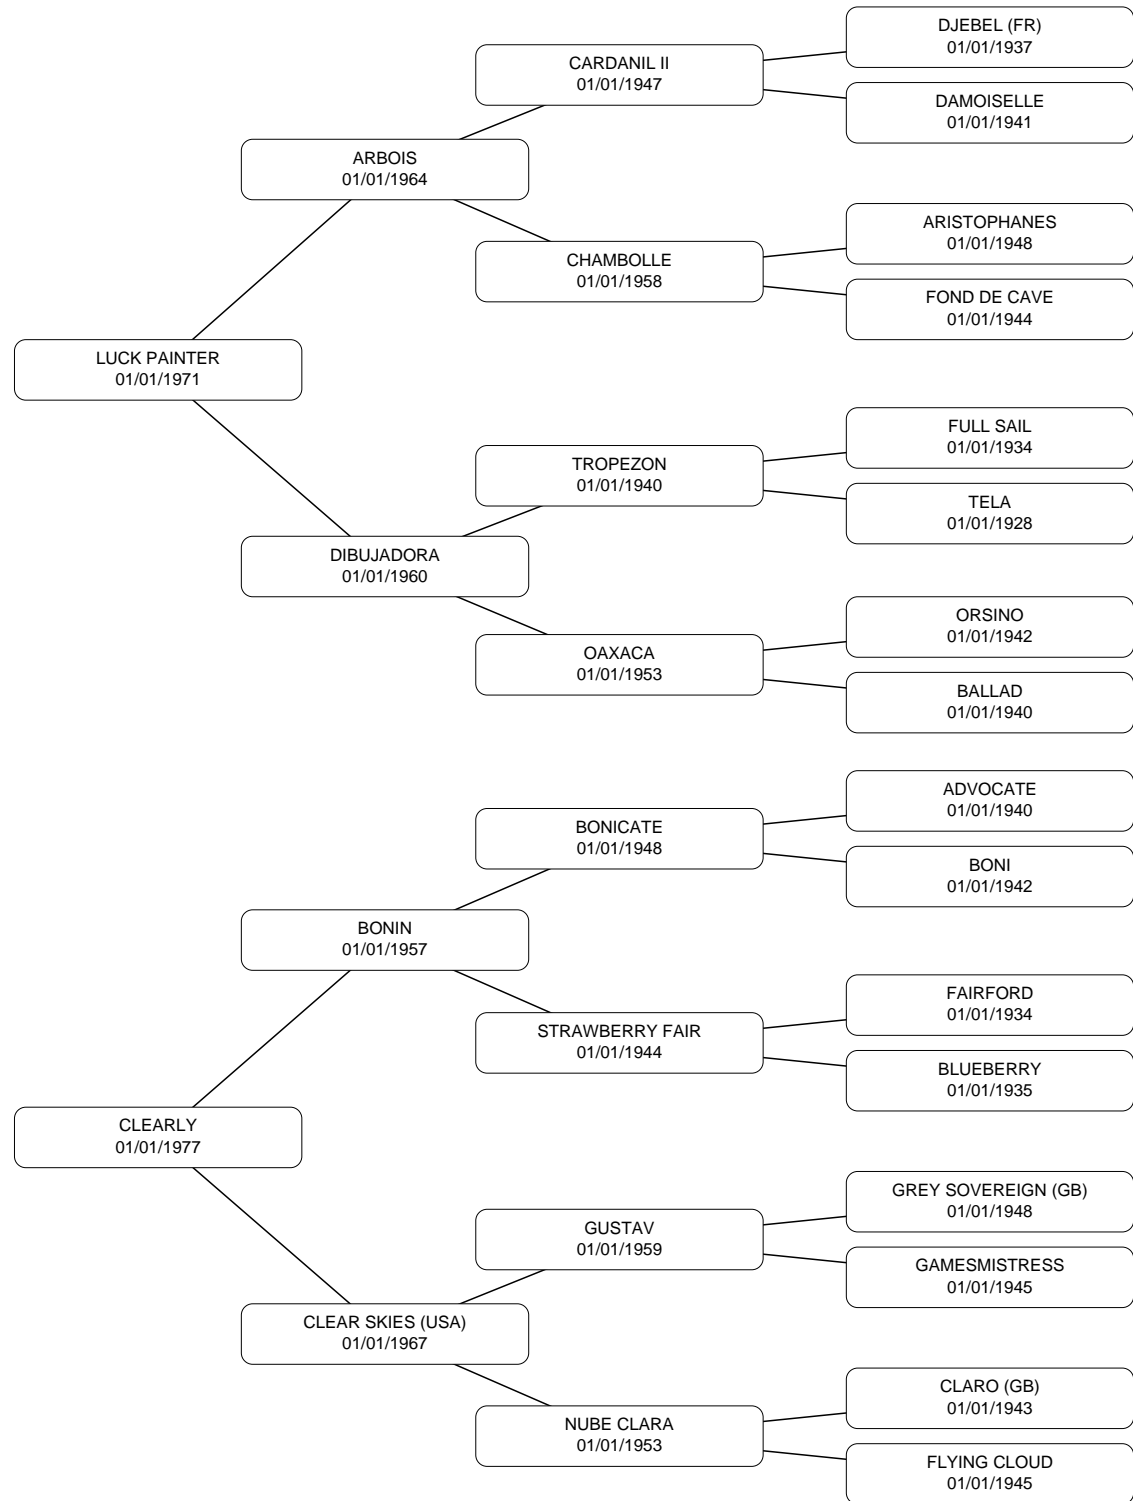 DJEBEL (FR)
01/01/1937
CARDANIL II
01/01/1947
DAMOISELLE
01/01/1941
ARBOIS
01/01/1964
ARISTOPHANES
01/01/1948
CHAMBOLLE
01/01/1958
FOND DE CAVE
01/01/1944
LUCK PAINTER
01/01/1971
FULL SAIL
01/01/1934
TROPEZON
01/01/1940
TELA
01/01/1928
DIBUJADORA
01/01/1960
ORSINO
01/01/1942
OAXACA
01/01/1953
BALLAD
01/01/1940
ADVOCATE
01/01/1940
BONICATE
01/01/1948
BONI
01/01/1942
BONIN
01/01/1957
FAIRFORD
01/01/1934
STRAWBERRY FAIR
01/01/1944
BLUEBERRY
01/01/1935
CLEARLY
01/01/1977
GREY SOVEREIGN (GB)
01/01/1948
GUSTAV
01/01/1959
GAMESMISTRESS
01/01/1945
CLEAR SKIES (USA)
01/01/1967
CLARO (GB)
01/01/1943
NUBE CLARA
01/01/1953
FLYING CLOUD
01/01/1945